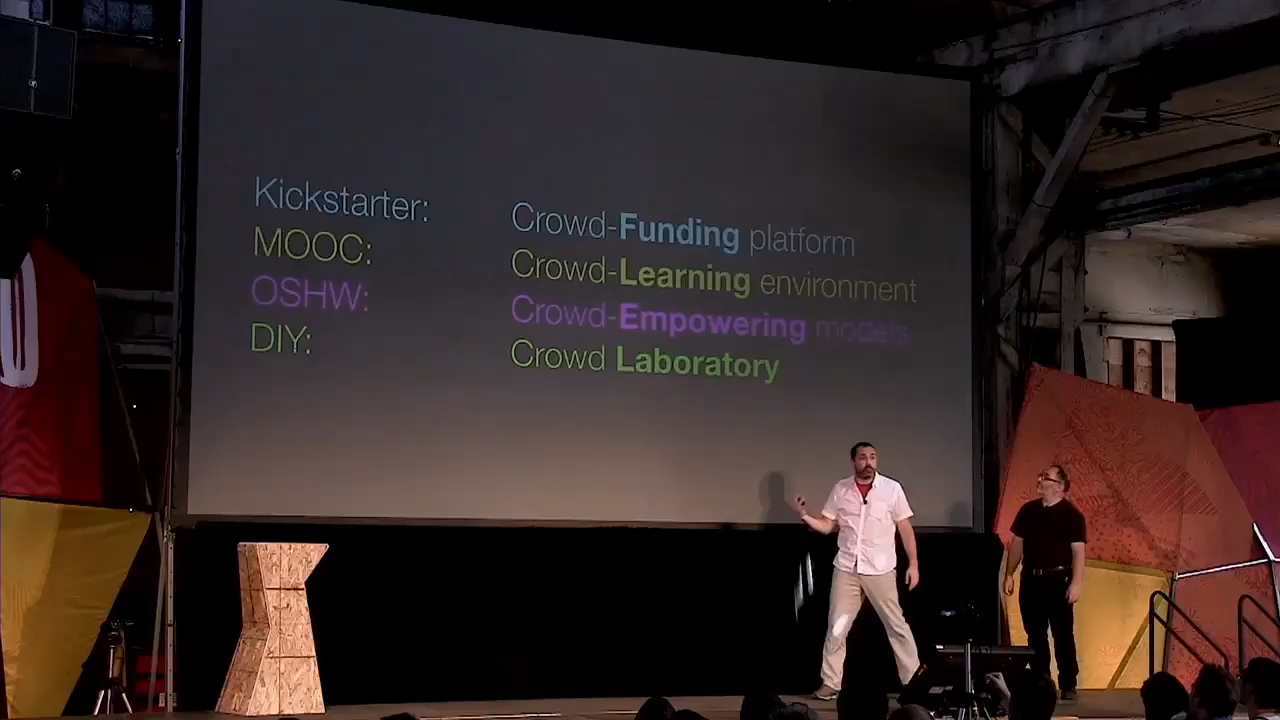 Kickstarter: Crowd-Funding platform
MOOC: Crowd-Learning environment
OSHW: Crowd-Empowering models
DIY: Crowd Laboratory